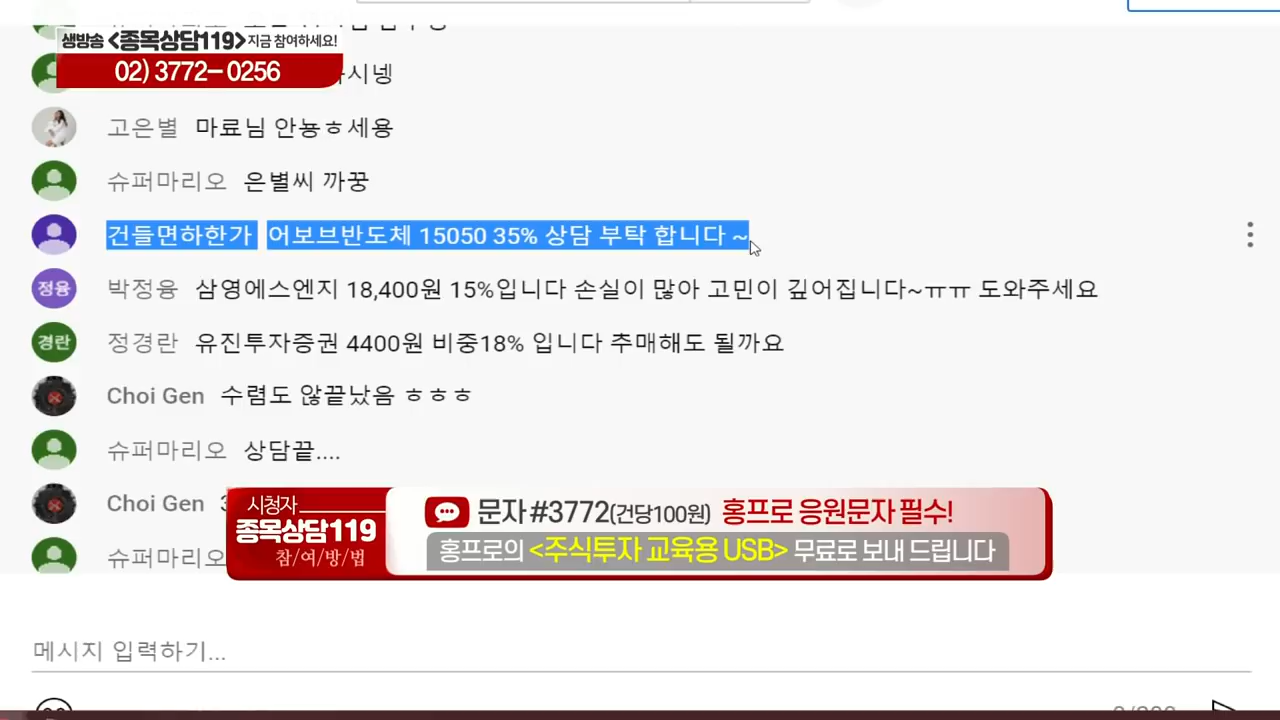 생방송 <종목상담119> 지금 참여하세요!
02) 3772-0256
시넷
고은별 마료님 안뇽ㅎ세용
슈퍼마리오 은별씨 까꿍
건들면하한가 어보브반도체 15050 35% 상담 부탁 합니다 ~
정융 박정융 삼영에스엔지 18,400원 15%입니다 손실이 많아 고민이 깊어집니다~ㅠㅠ 도와주세요
경란 정경란 유진투자증권 4400원 비중18% 입니다 추매해도 될까요
Choi Gen 수렴도 않끝났음 ㅎㅎㅎ
슈퍼마리오 상담끝....
Choi Gen
슈퍼마리오
시청자
종목상담119
참/여/방/법
문자 #3772(건당100원) 홍프로 응원문자 필수!
홍프로의 <주식투자 교육용 USB> 무료로 보내 드립니다
메시지 입력하기...